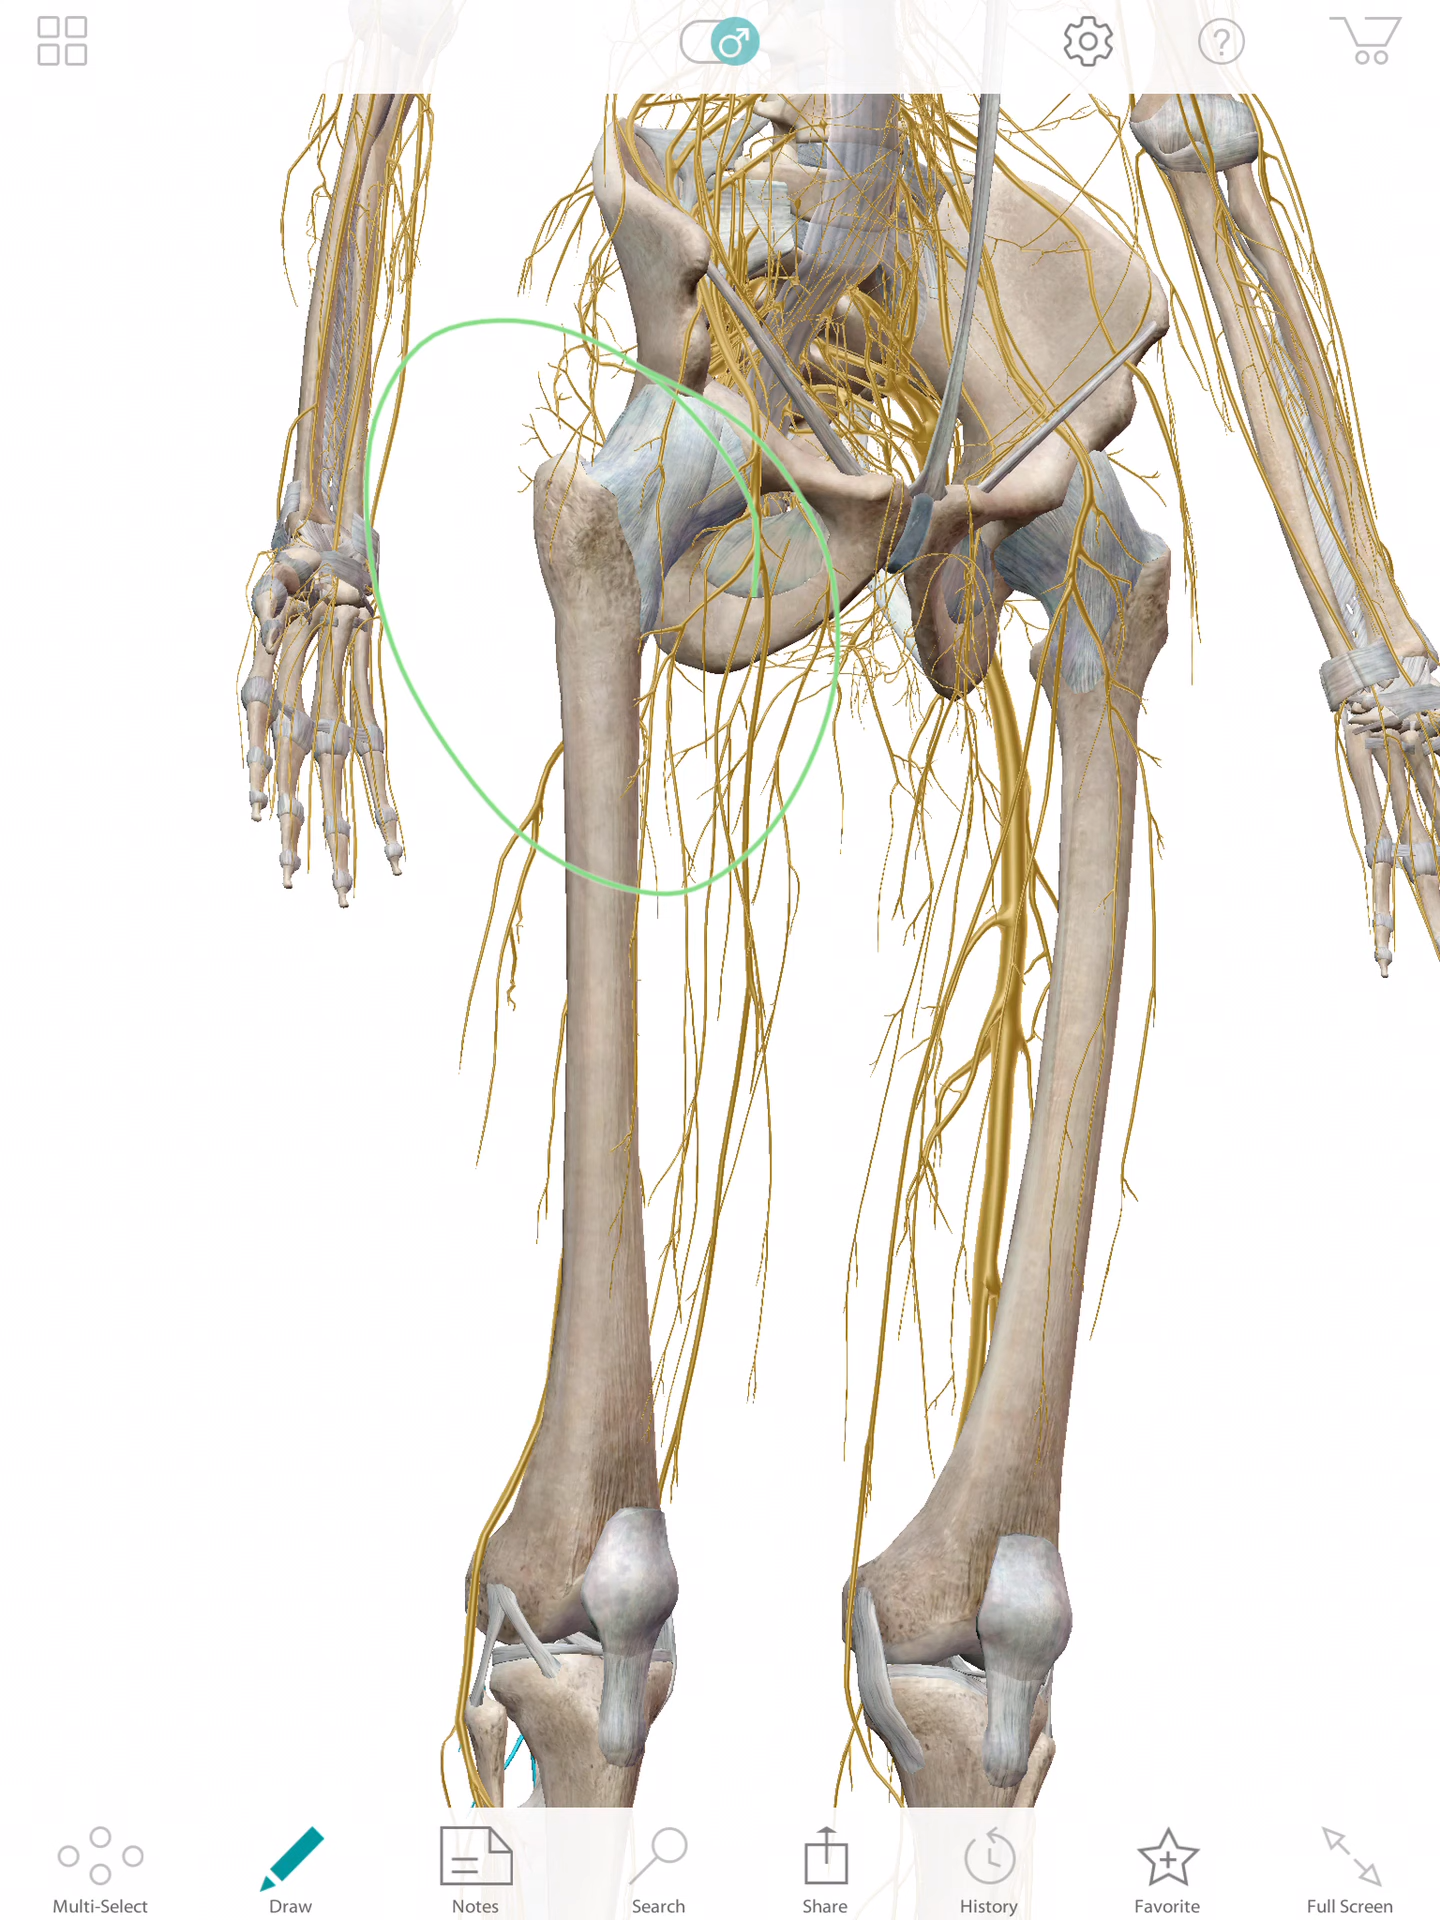 Multi-Select
Draw
Notes
Search
Share
History
Favorite
Full Screen